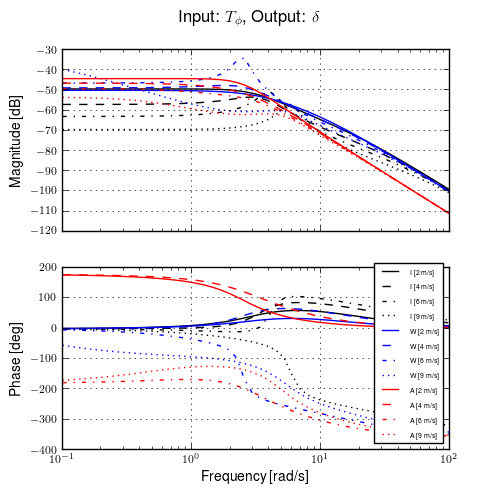 Input: T_ϕ, Output: δ
−30
−40
−50
−60
−70
−80
−90
−100
−110
−120
Magnitude [dB]
200
100
0
−100
−200
−300
−400
Phase [deg]
I [2 m/s]
I [4 m/s]
I [6 m/s]
I [9 m/s]
W [2 m/s]
W [4 m/s]
W [6 m/s]
W [9 m/s]
A [2 m/s]
A [4 m/s]
A [6 m/s]
A [9 m/s]
10⁻¹ 10⁰ 10¹ 10²
Frequency [rad/s]